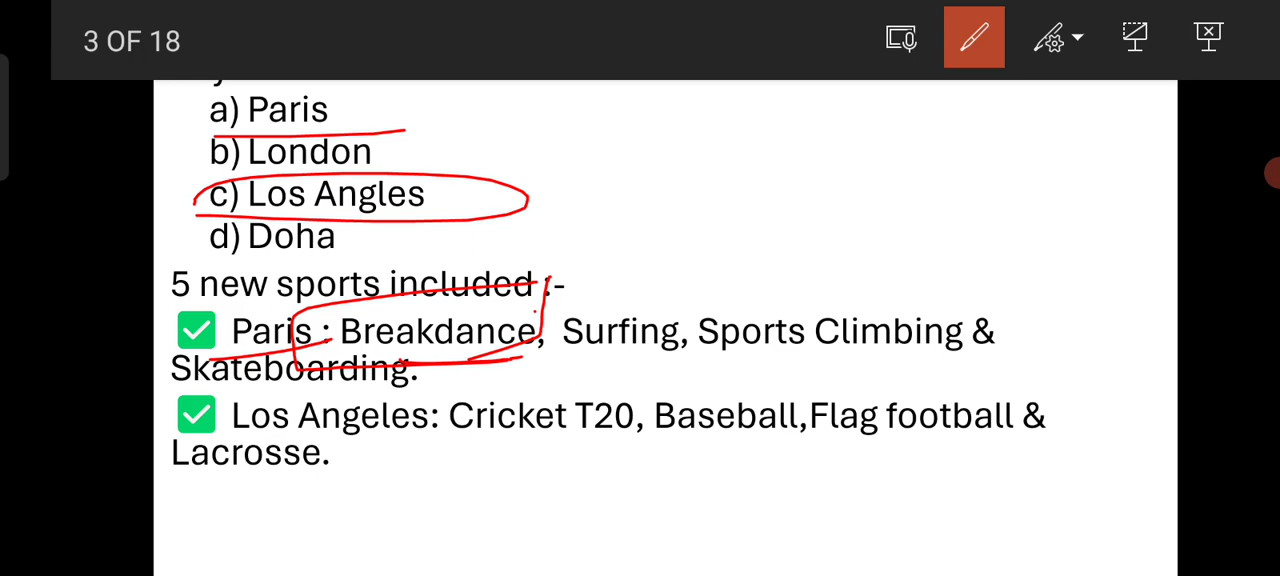 3 OF 18
a) Paris
b) London
c) Los Angles
d) Doha
5 new sports included :-
✅ Paris : Breakdance, Surfing, Sports Climbing &
Skateboarding.
✅ Los Angeles: Cricket T20, Baseball,Flag football &
Lacrosse.